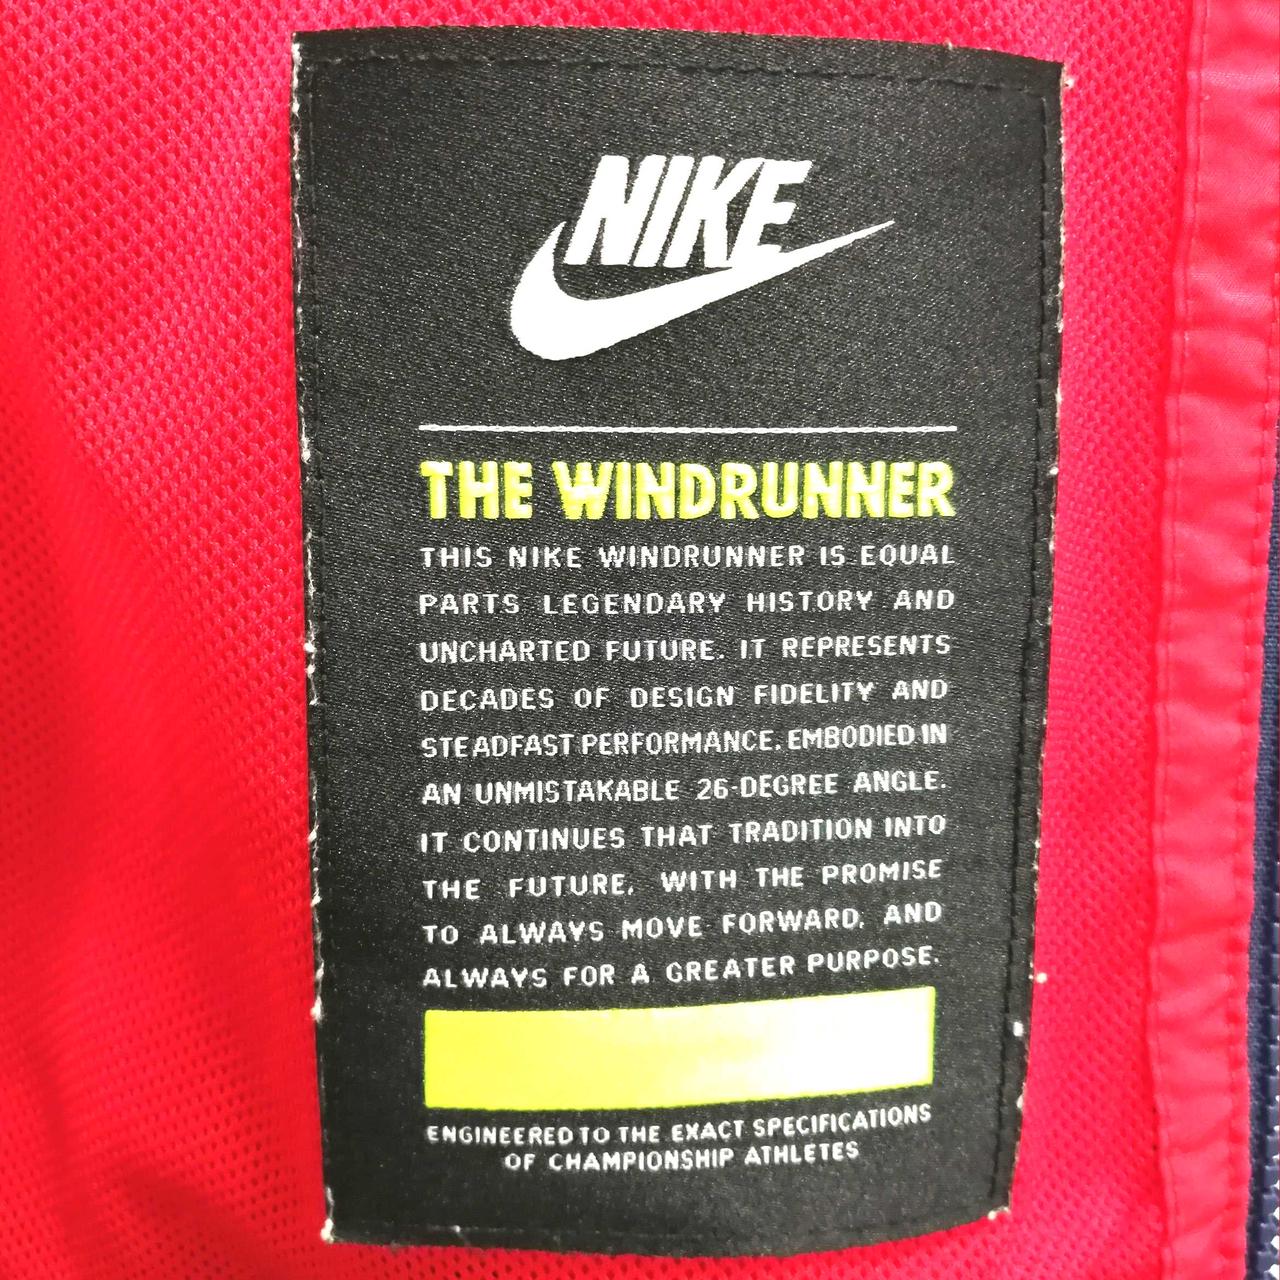 NIKE
THE WINDRUNNER
THIS NIKE WINDRUNNER IS EQUAL
PARTS LEGENDARY HISTORY AND
UNCHARTED FUTURE. IT REPRESENTS
DECADES OF DESIGN FIDELITY AND
STEADFAST PERFORMANCE. EMBODIED IN
AN UNMISTAKABLE 26-DEGREE ANGLE.
IT CONTINUES THAT TRADITION INTO
THE FUTURE, WITH THE PROMISE
TO ALWAYS MOVE FORWARD, AND
ALWAYS FOR A GREATER PURPOSE.
ENGINEERED TO THE EXACT SPECIFICATIONS
OF CHAMPIONSHIP ATHLETES